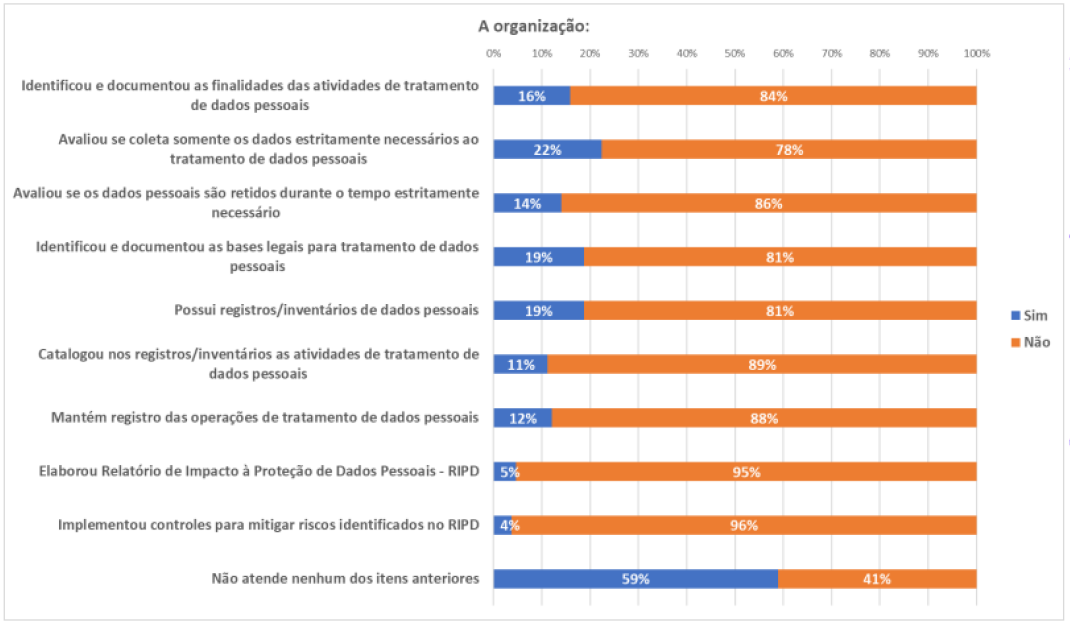 A organização:
0% 10% 20% 30% 40% 50% 60% 70% 80% 90% 100%
Identificou e documentou as finalidades das atividades de tratamento
de dados pessoais
16% 84%
Avaliou se coleta somente os dados estritamente necessários ao
tratamento de dados pessoais
22% 78%
Avaliou se os dados pessoais são retidos durante o tempo estritamente
necessário
14% 86%
Identificou e documentou as bases legais para tratamento de dados
pessoais
19% 81%
Possui registros/inventários de dados pessoais
19% 81%
Sim
Não
Catalogou nos registros/inventários as atividades de tratamento de
dados pessoais
11% 89%
Mantém registro das operações de tratamento de dados pessoais
12% 88%
Elaborou Relatório de Impacto à Proteção de Dados Pessoais - RIPD
5% 95%
Implementou controles para mitigar riscos identificados no RIPD
4% 96%
Não atende nenhum dos itens anteriores
59% 41%